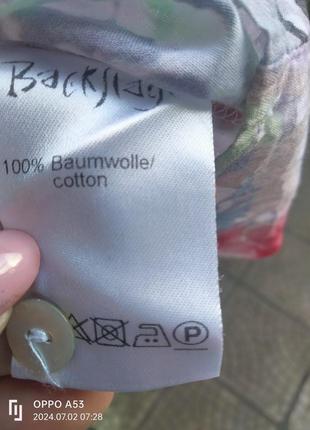 Backstage
100% Baumwolle/
cotton
P
OPPO A53
2024.07.02 07:28